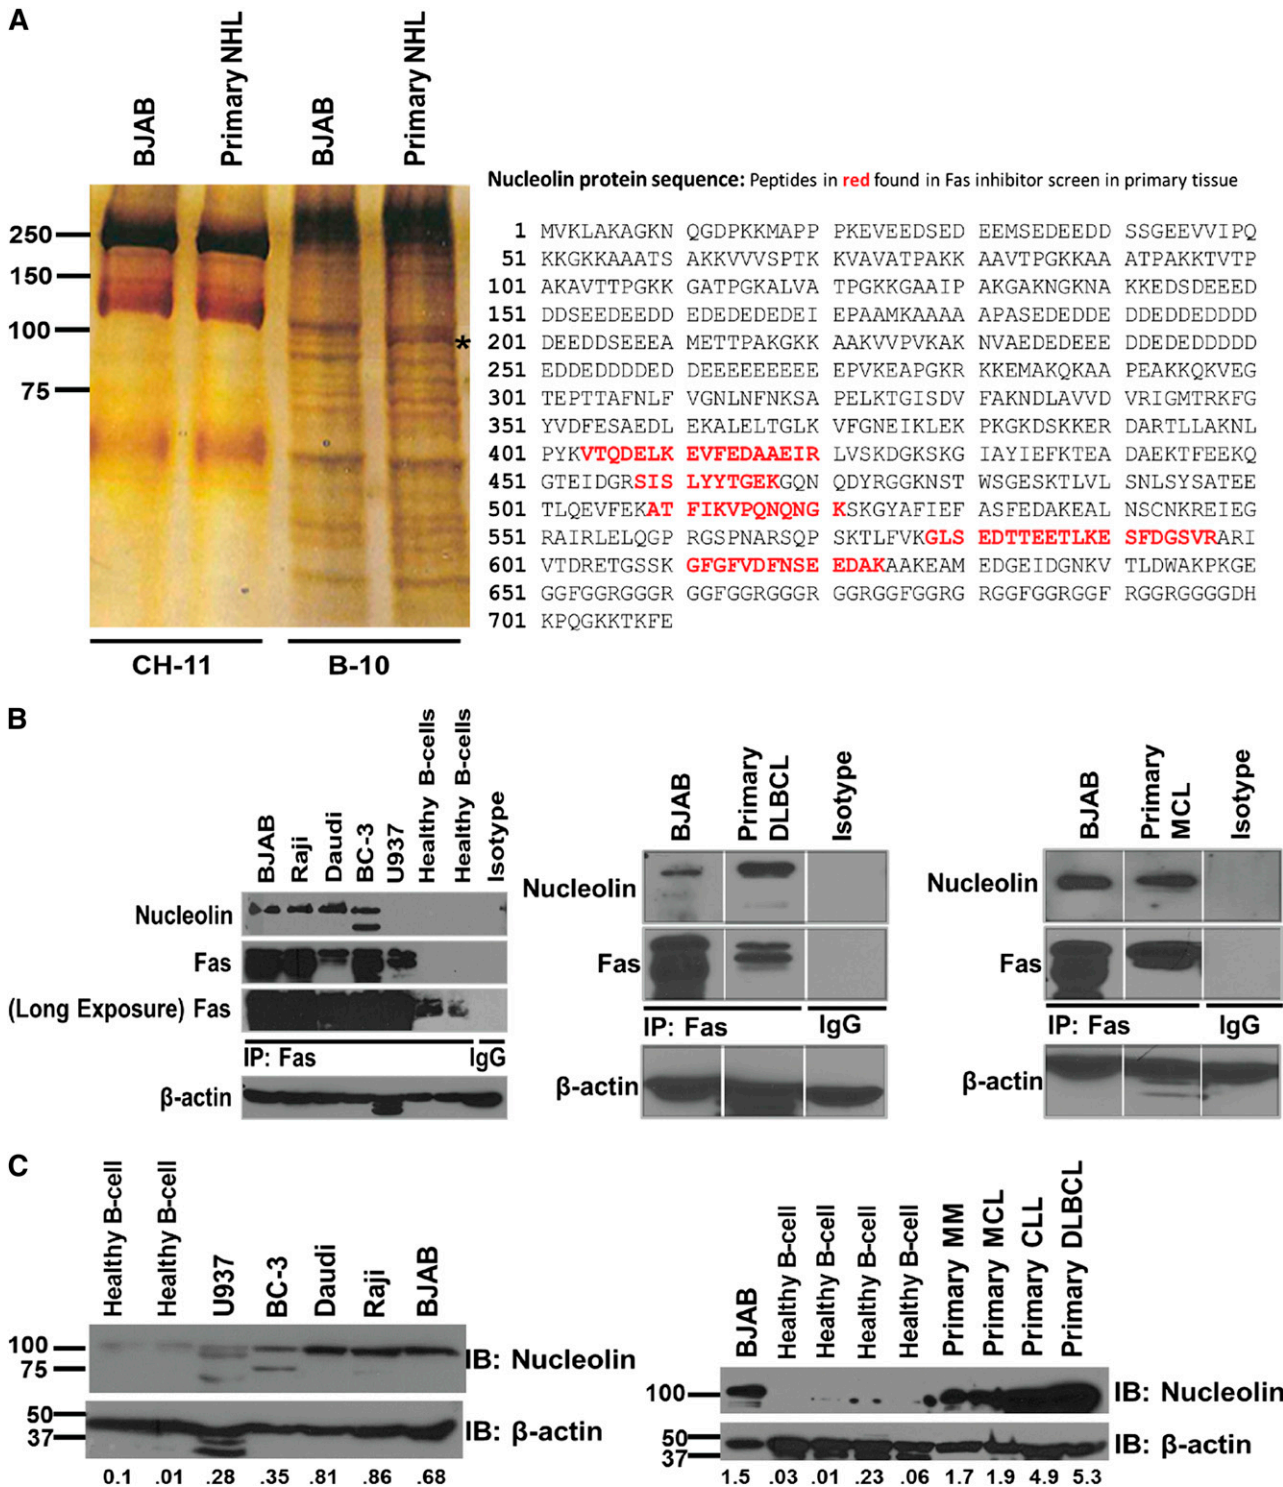 A
BJAB
Primary NHL
BJAB
Primary NHL
250
150
100
75
*
CH-11
B-10
Nucleolin protein sequence: Peptides in red found in Fas inhibitor screen in primary tissue
1 MVKLAKAGKN QGDPKKMAPP PKEVEEDSED EEMSEDEEDD SSGEEVVIPQ
51 KKGKKAAATS AKKVVVSPTK KVAVATPAKK AAVTPGKKAA ATPAKKTVTP
101 AKAVTTPGKK GATPGKALVA TPGKKGAAIP AKGAKNGKNA KKEDSDEEED
151 DDSEEDEEDD EDEDEDEDEI EPAAMKAAAA APASEDEDDE DDEDDEDDDD
201 DEEDDSEEEA METTPAKGKK AAKVVPVKAK NVAEDEDEEE DDEDEDDDDD
251 EDDEDDDDED DEEEEEEEEE EEPVKEAPGKR KKEMAKQKAA PEAKKQKVEG
301 TEPTTAFNLF VGNLNFNKSA PELKTGISDV FAKNDLAVVD VRIGMTRKFG
351 YVDFESAEDL EKALELTGLK VFGNEIKLEK PKGKDSKKER DARTLLAKNL
401 PYKVTQDELK EVFEDAAEIR LVSKDGKSKG IAYIEFKTEA DAEKTFEEKQ
451 GTEIDGRSIS LYYTGEKGQN QDYRGGKNST WSGESKTLVL SNLSYSATEE
501 TLQEVFEKAT FIKVPQNQNG KSKGYAFIEF ASFEDAKEAL NSCNKREIEG
551 RAIRLELQGP RGSPNARSQP SKTLFVKGLS EDTTEETLKE SFDGSVRARI
601 VTDRETGSSK GFGFVDFNSE EDAKAAKEAM EDGEIDGNKV TLDWAKPKGE
651 GGFGGRGGGR GGFGGRGGGR GGRGGFGGRG RGGFGGRGGF RGGRGGGGDH
701 KPQGKKTKFE
B
BJAB
Raji
Daudi
BC-3
U937
Healthy B-cells
Healthy B-cells
Isotype
Nucleolin
Fas
(Long Exposure) Fas
IP: Fas IgG
β-actin
BJAB
Primary DLBCL
Isotype
Nucleolin
Fas
IP: Fas IgG
β-actin
BJAB
Primary MCL
Isotype
Nucleolin
Fas
IP: Fas IgG
β-actin
C
Healthy B-cell
Healthy B-cell
U937
BC-3
Daudi
Raji
BJAB
100
75
IB: Nucleolin
50
37
IB: β-actin
0.1 .01 .28 .35 .81 .86 .68
BJAB
Healthy B-cell
Healthy B-cell
Healthy B-cell
Healthy B-cell
Primary MM
Primary MCL
Primary CLL
Primary DLBCL
100
IB: Nucleolin
50
37
IB: β-actin
1.5 .03 .01 .23 .06 1.7 1.9 4.9 5.3